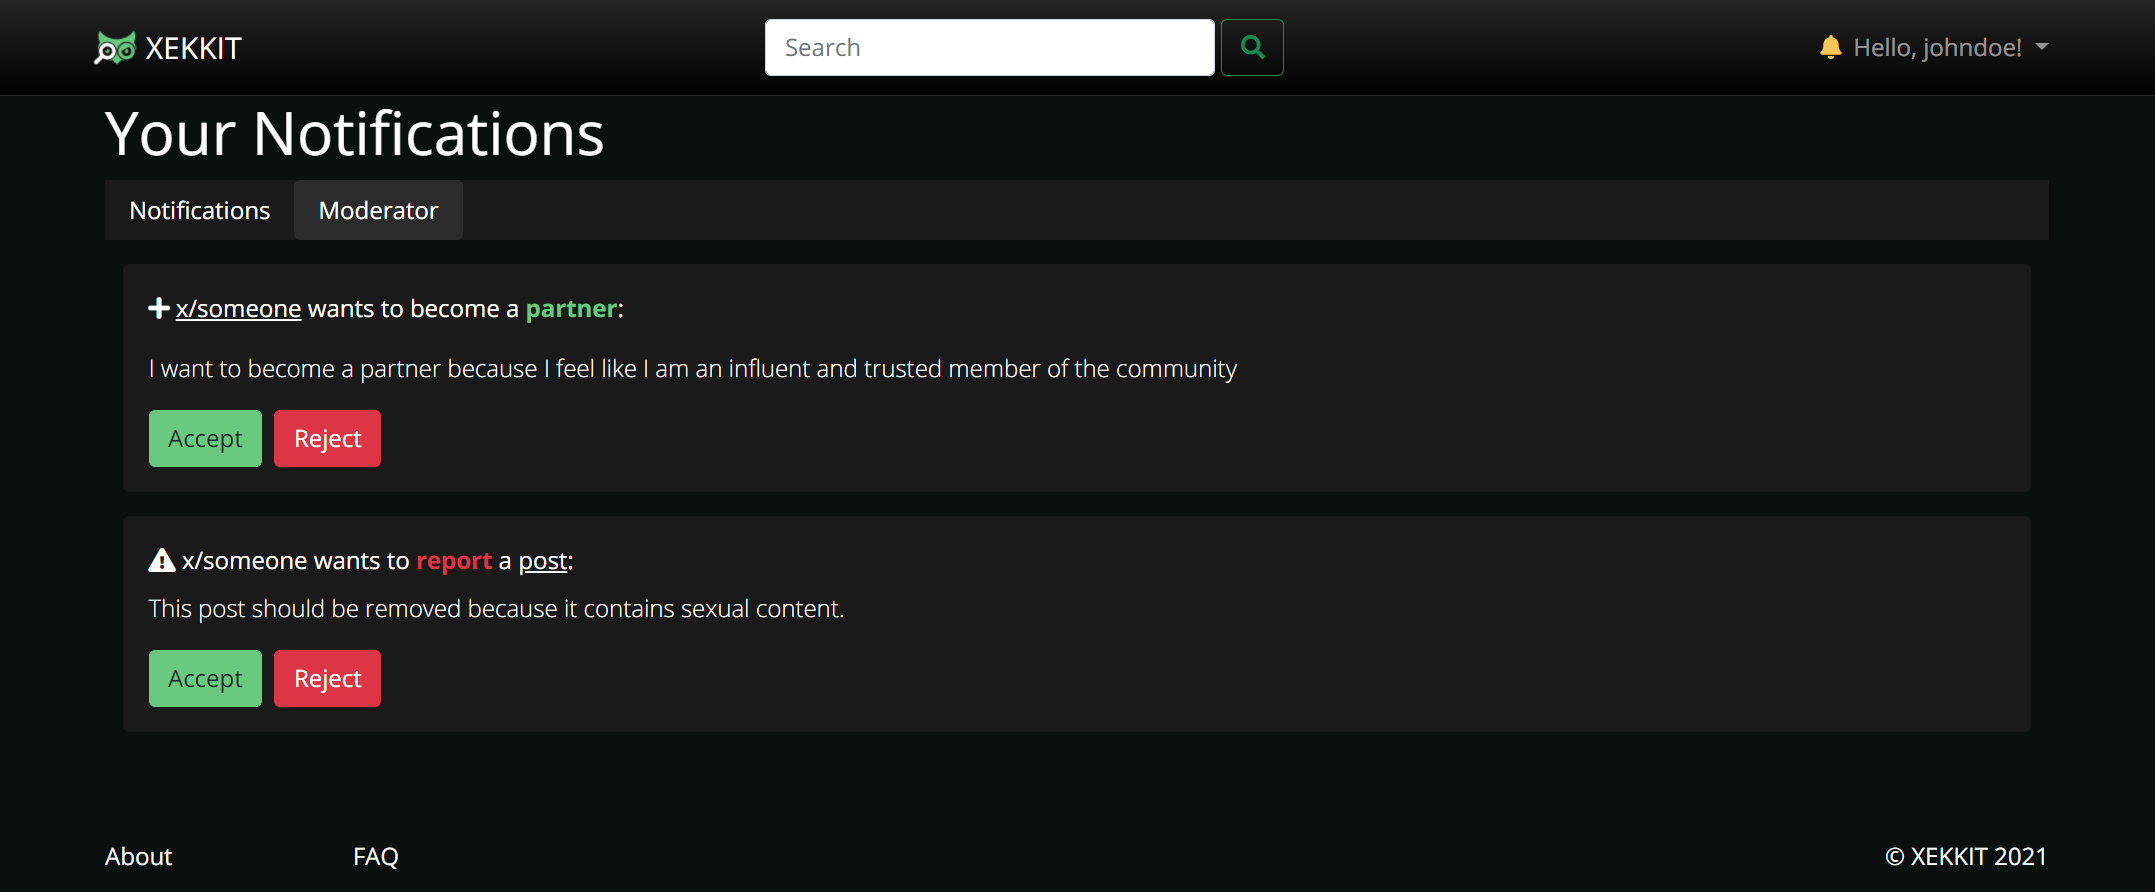 XEKKIT
Search
Hello, johndoe!
Your Notifications
Notifications
Moderator
x/someone wants to become a partner:
I want to become a partner because I feel like I am an influent and trusted member of the community
Accept
Reject
x/someone wants to report a post:
This post should be removed because it contains sexual content.
Accept
Reject
About
FAQ
© XEKKIT 2021